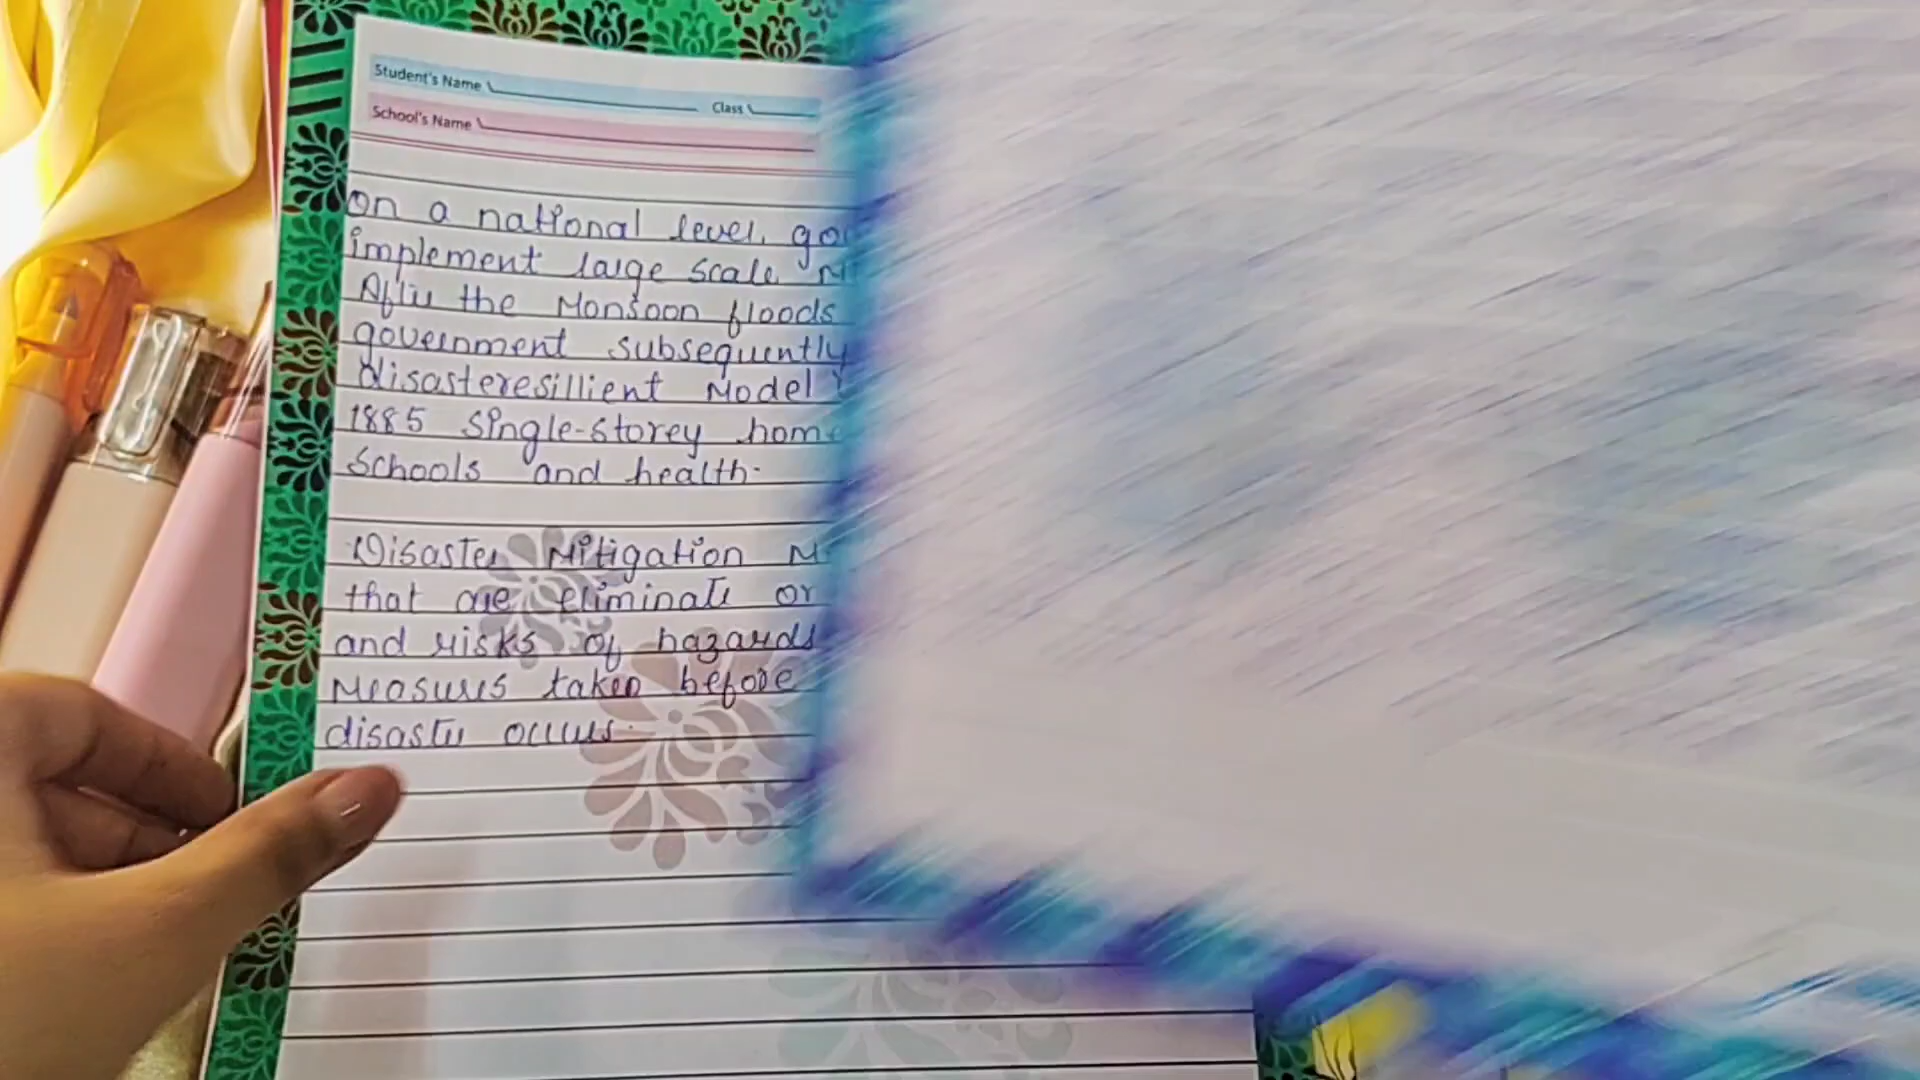 Student's Name
Class
School's Name
on a national level, go
implement large scale
After the Monsoon floods
government subsequently
disasteresillient Model
1885 single-storey hom
schools and health.
Disaster Mitigation M
that are eliminate or
and risks of hazards
Measures taken before
disaster occurs.